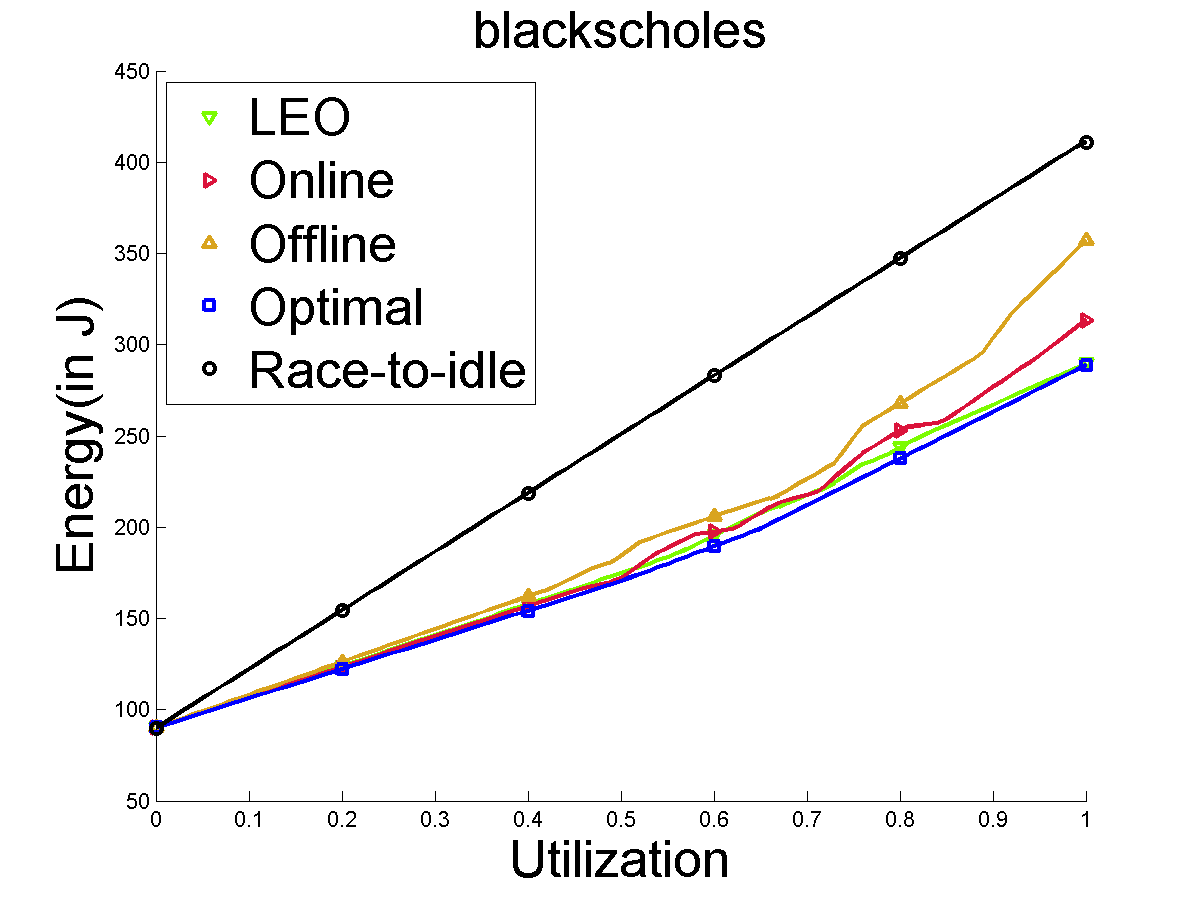 blackscholes
450
400
350
300
250
200
150
100
50
Energy(in J)
LEO
Online
Offline
Optimal
Race-to-idle
0 0.1 0.2 0.3 0.4 0.5 0.6 0.7 0.8 0.9 1
Utilization